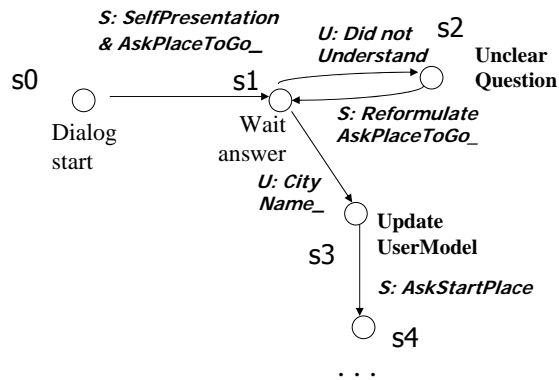 S: SelfPresentation
& AskPlaceToGo_
U: Did not
Understand
s2
Unclear
Question
s0
s1
Dialog
start
Wait
answer
S: Reformulate
AskPlaceToGo_
U: City
Name_
Update
UserModel
s3
S: AskStartPlace
s4
. . .